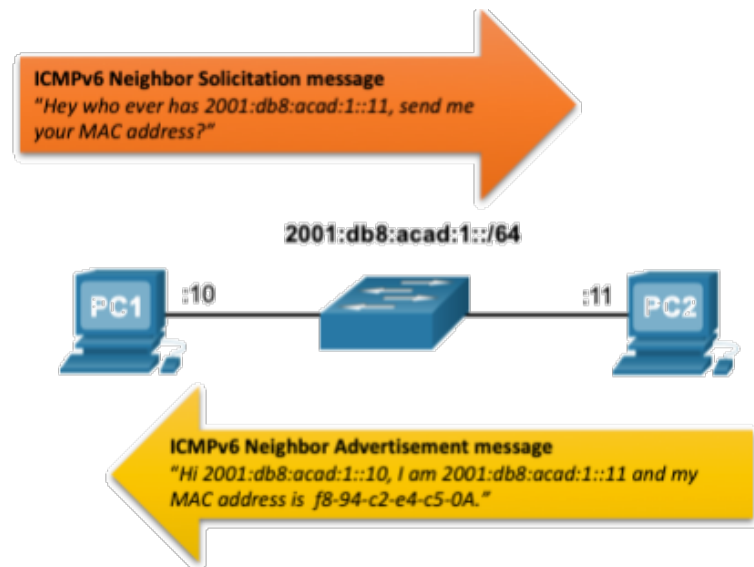 ICMPv6 Neighbor Solicitation message
"Hey who ever has 2001:db8:acad:1::11, send me
your MAC address?"
2001:db8:acad:1::/64
PC1
:10
:11
PC2
ICMPv6 Neighbor Advertisement message
"Hi 2001:db8:acad:1::10, I am 2001:db8:acad:1::11 and my
MAC address is f8-94-c2-e4-c5-0A."